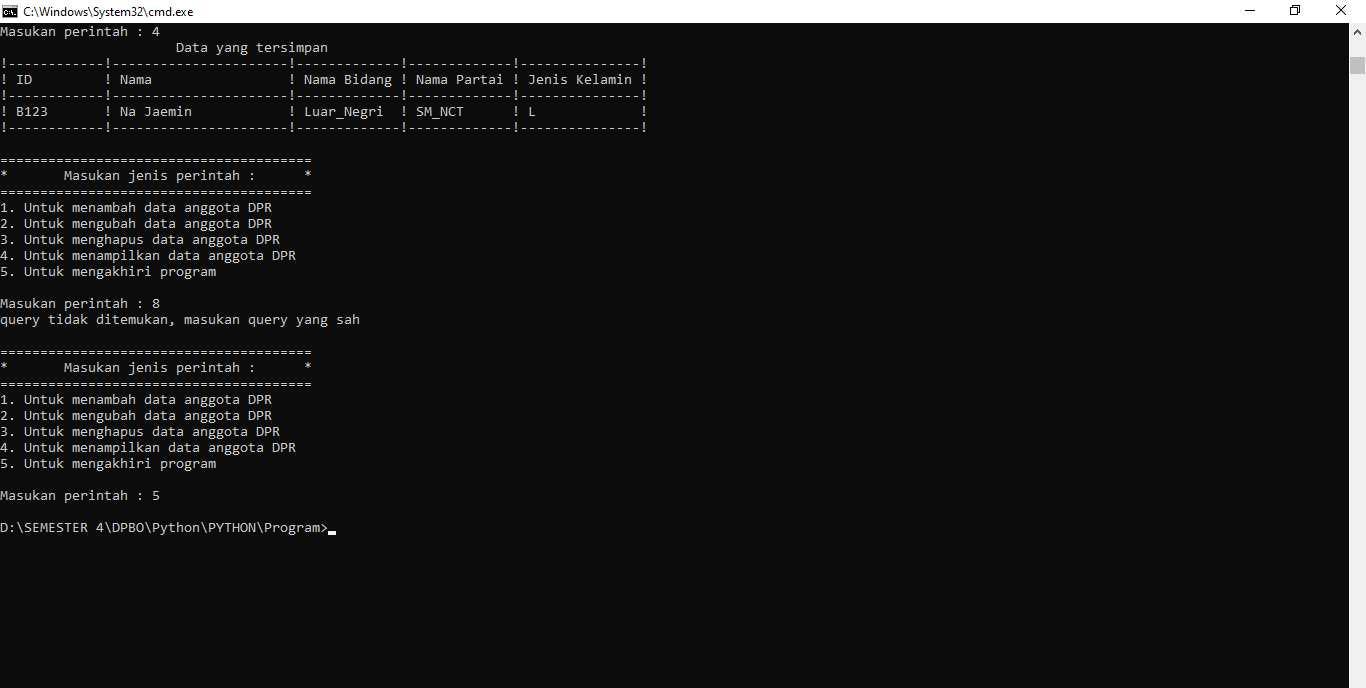 C:\Windows\System32\cmd.exe
Masukan perintah : 4
                      Data yang tersimpan
!------------!----------------------!-------------!-------------!---------------!
! ID         ! Nama                 ! Nama Bidang ! Nama Partai ! Jenis Kelamin !
!------------!----------------------!-------------!-------------!---------------!
! B123       ! Na Jaemin            ! Luar_Negri  ! SM_NCT      ! L             !
!------------!----------------------!-------------!-------------!---------------!
=======================================
*       Masukan jenis perintah :      *
=======================================
1. Untuk menambah data anggota DPR
2. Untuk mengubah data anggota DPR
3. Untuk menghapus data anggota DPR
4. Untuk menampilkan data anggota DPR
5. Untuk mengakhiri program
Masukan perintah : 8
query tidak ditemukan, masukan query yang sah
=======================================
*       Masukan jenis perintah :      *
=======================================
1. Untuk menambah data anggota DPR
2. Untuk mengubah data anggota DPR
3. Untuk menghapus data anggota DPR
4. Untuk menampilkan data anggota DPR
5. Untuk mengakhiri program
Masukan perintah : 5
D:\SEMESTER 4\DPBO\Python\PYTHON\Program>